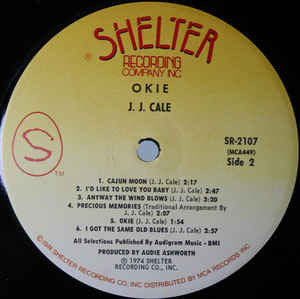 SHELTER
RECORDING
COMPANY INC
OKIE
J. J. CALE
S
TM
SR-2107
(MCA449)
Side 2
1. CAJUN MOON (J. J. Cale) 2:17
2. I'D LIKE TO LOVE YOU BABY (J. J. Cale) 2:47
3. ANYWAY THE WIND BLOWS (J. J. Cale) 3:20
4. PRECIOUS MEMORIES (Traditional Arrangement By
J. J. Cale) 2:07
5. OKIE (J. J. Cale) 1:54
6. I GOT THE SAME OLD BLUES (J. J. Cale) 2:57
All Selections Published By Audigram Music - BMI
PRODUCED BY AUDIE ASHWORTH
℗ 1974 SHELTER
RECORDING CO., INC.
©1974 SHELTER RECORDING CO., INC. DISTRIBUTED BY MCA RECORDS INC.